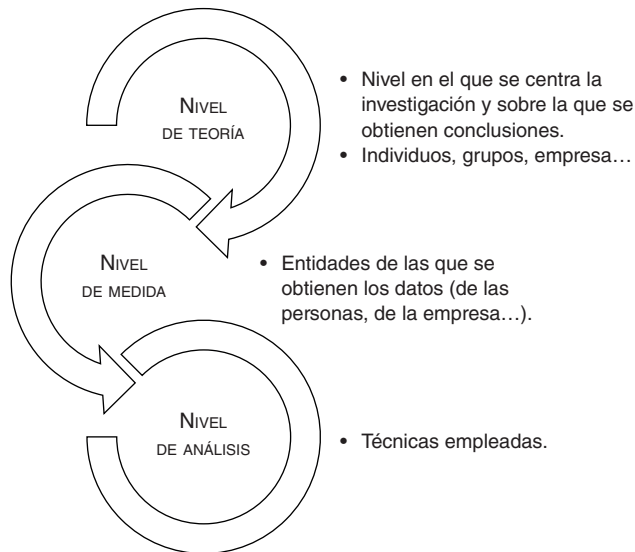 NIVEL
DE TEORÍA
• Nivel en el que se centra la
investigación y sobre la que se
obtienen conclusiones.
• Individuos, grupos, empresa…
NIVEL
DE MEDIDA
• Entidades de las que se
obtienen los datos (de las
personas, de la empresa…).
NIVEL
DE ANÁLISIS
• Técnicas empleadas.